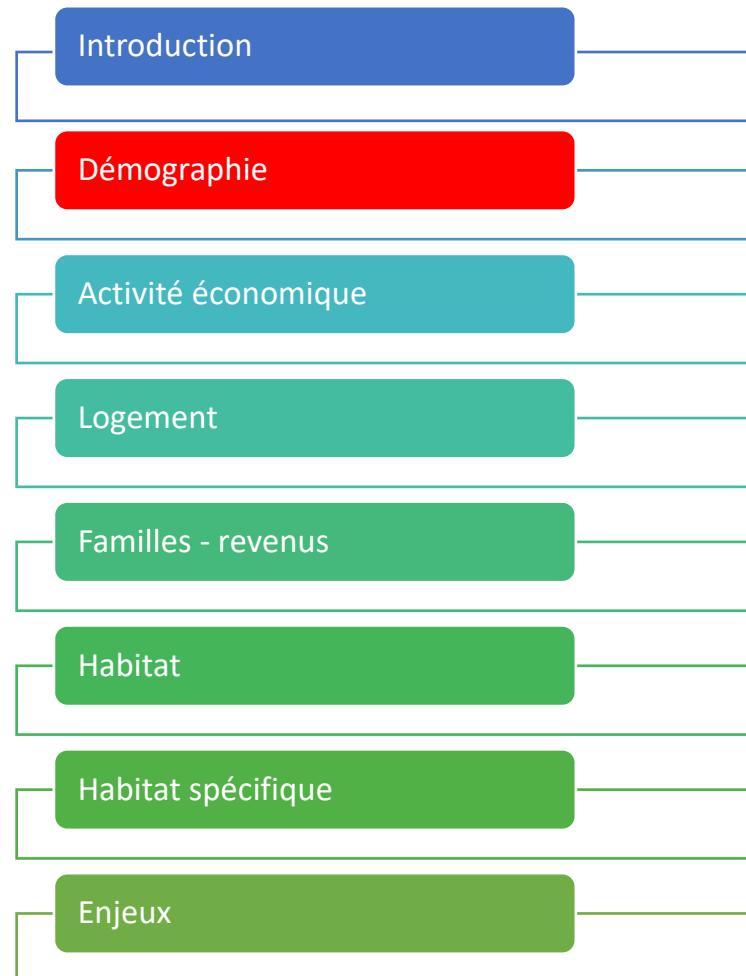 Introduction
Démographie
Activité économique
Logement
Familles - revenus
Habitat
Habitat spécifique
Enjeux